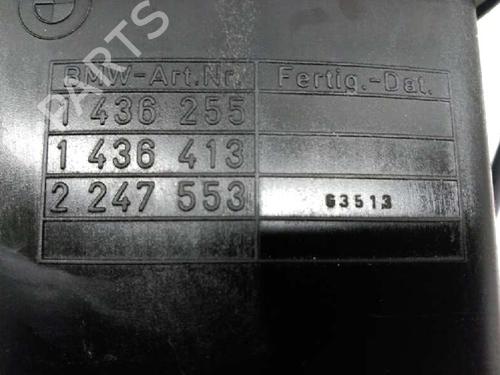 BMW-Art.Nr. Fertig.-Dat.
1 436 255
1 436 413
2 247 553 63513
PARTS